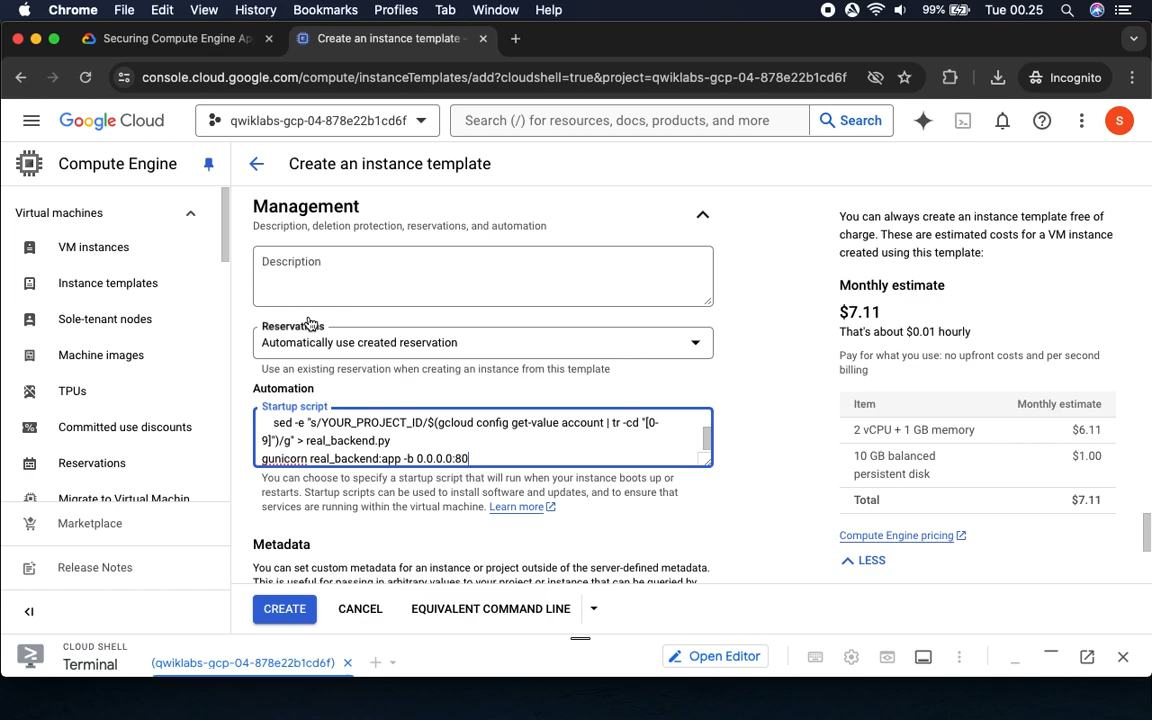 Chrome File Edit View History Bookmarks Profiles Tab Window Help 99% Tue 00.25
Securing Compute Engine Ap
Create an instance template -
console.cloud.google.com/compute/instanceTemplates/add?cloudshell=true&project=qwiklabs-gcp-04-878e22b1cd6f
Incognito
Google Cloud
qwiklabs-gcp-04-878e22b1cd6f
Search (/) for resources, docs, products, and more
Search
S
Compute Engine
Create an instance template
Virtual machines
VM instances
Instance templates
Sole-tenant nodes
Machine images
TPUs
Committed use discounts
Reservations
Migrate to Virtual Machin
Marketplace
Release Notes
Management
Description, deletion protection, reservations, and automation
Description
Reservations
Automatically use created reservation
Use an existing reservation when creating an instance from this template
Automation
Startup script
sed -e "s/YOUR_PROJECT_ID/$(gcloud config get-value account | tr -cd "[0-
9]")/g" > real_backend.py
gunicorn real_backend:app -b 0.0.0.0:80
You can choose to specify a startup script that will run when your instance boots up or
restarts. Startup scripts can be used to install software and updates, and to ensure that
services are running within the virtual machine. Learn more
Metadata
You can set custom metadata for an instance or project outside of the server-defined metadata.
This is useful for passing in arbitrary values to your project or instance that can be queried by
CREATE
CANCEL
EQUIVALENT COMMAND LINE
You can always create an instance template free of
charge. These are estimated costs for a VM instance
created using this template:
Monthly estimate
$7.11
That's about $0.01 hourly
Pay for what you use: no upfront costs and per second
billing
Item Monthly estimate
2 vCPU + 1 GB memory $6.11
10 GB balanced $1.00
persistent disk
Total $7.11
Compute Engine pricing
LESS
CLOUD SHELL
Terminal
(qwiklabs-gcp-04-878e22b1cd6f)
Open Editor